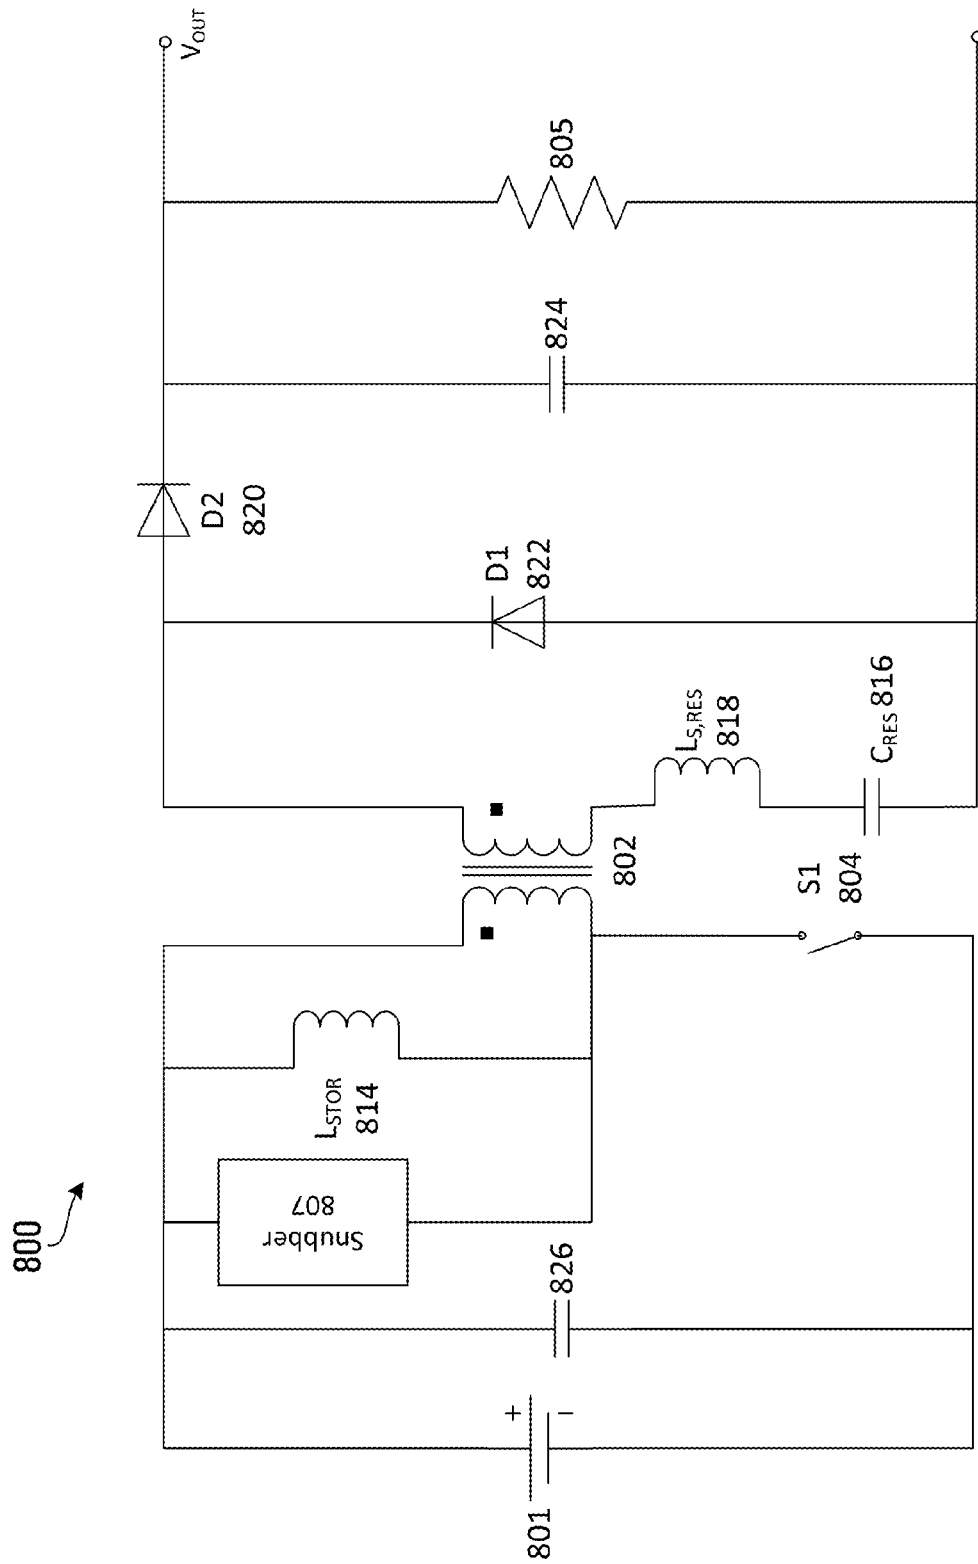 800
801
+
−
826
Snubber
807
L_STOR
814
802
S1
804
L_S,RES
818
C_RES 816
D1
822
D2
820
824
805
V_OUT